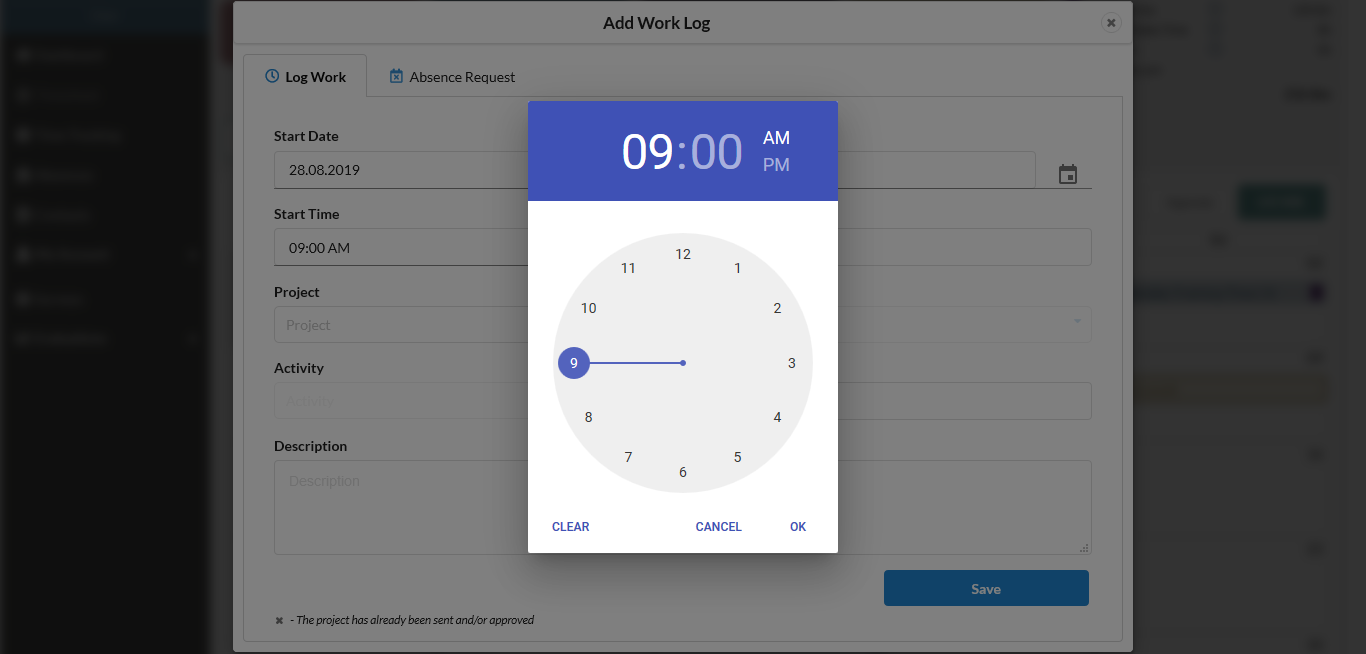 Add Work Log
Log Work
Absence Request
Start Date
28.08.2019
Start Time
09:00 AM
Project
Project
Activity
Activity
Description
Description
Save
- The project has already been sent and/or approved
09:00
AM
PM
12
1
2
3
4
5
6
7
8
9
10
11
CLEAR
CANCEL
OK